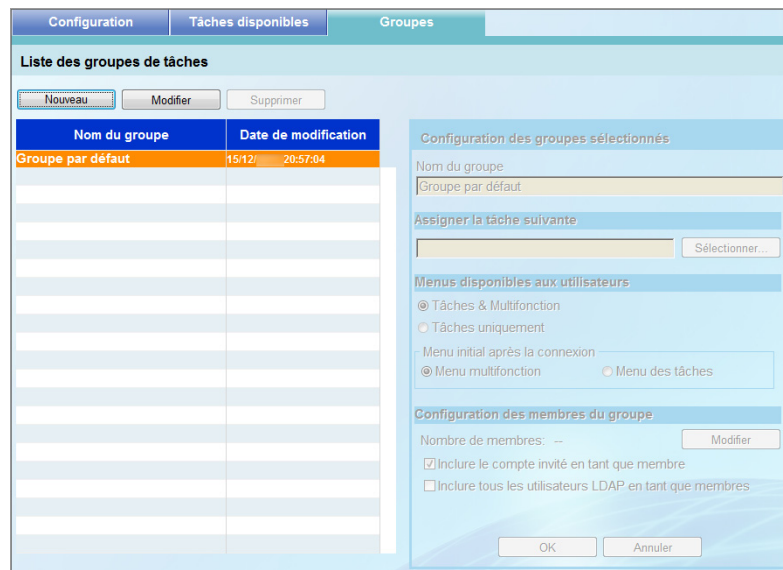 Configuration Tâches disponibles Groupes
Liste des groupes de tâches
Nouveau Modifier Supprimer
Nom du groupe Date de modification
Groupe par défaut 15/12/ 20:57:04
Configuration des groupes sélectionnés
Nom du groupe
Groupe par défaut
Assigner la tâche suivante
Sélectionner...
Menus disponibles aux utilisateurs
Tâches & Multifonction
Tâches uniquement
Menu initial après la connexion
Menu multifonction Menu des tâches
Configuration des membres du groupe
Nombre de membres: -- Modifier
Inclure le compte invité en tant que membre
Inclure tous les utilisateurs LDAP en tant que membres
OK Annuler